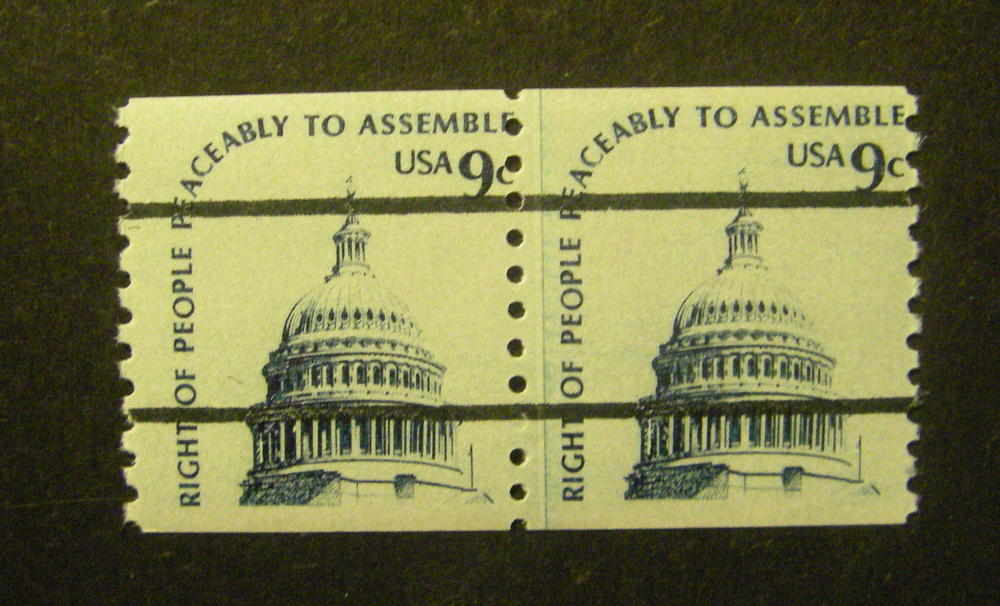 RIGHT OF PEOPLE PEACEABLY TO ASSEMBLE
USA 9c
RIGHT OF PEOPLE PEACEABLY TO ASSEMBLE
USA 9c